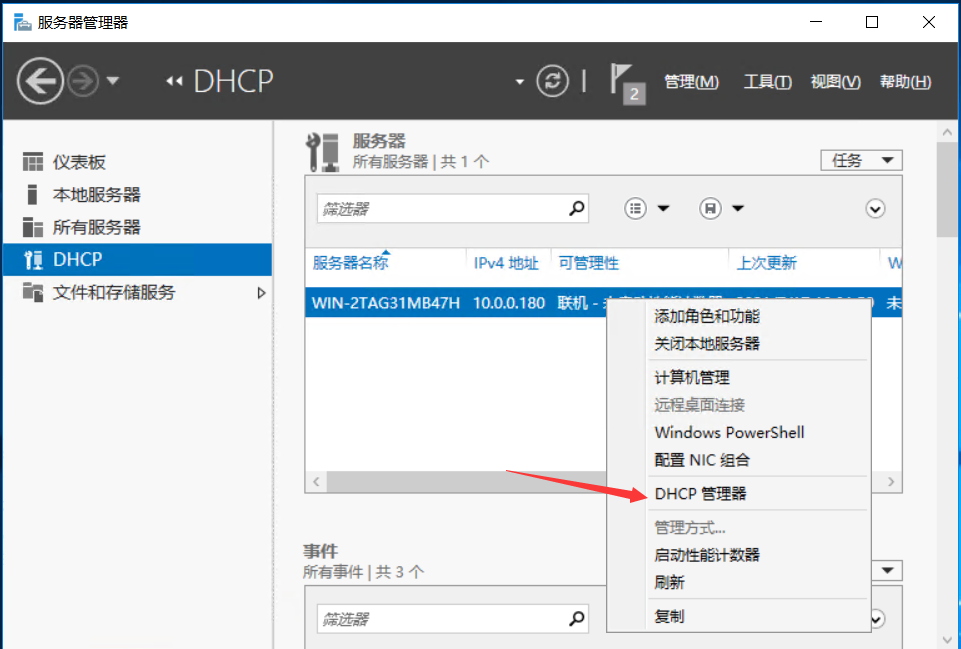 服务器管理器
DHCP
2
管理(M) 工具(T) 视图(V) 帮助(H)
仪表板
本地服务器
所有服务器
DHCP
文件和存储服务
服务器
所有服务器 | 共 1 个
任务
筛选器
服务器名称 IPv4 地址 可管理性 上次更新 W
WIN-2TAG31MB47H 10.0.0.180 联机 - 未
添加角色和功能
关闭本地服务器
计算机管理
远程桌面连接
Windows PowerShell
配置 NIC 组合
DHCP 管理器
管理方式...
启动性能计数器
刷新
复制
事件
所有事件 | 共 3 个
筛选器